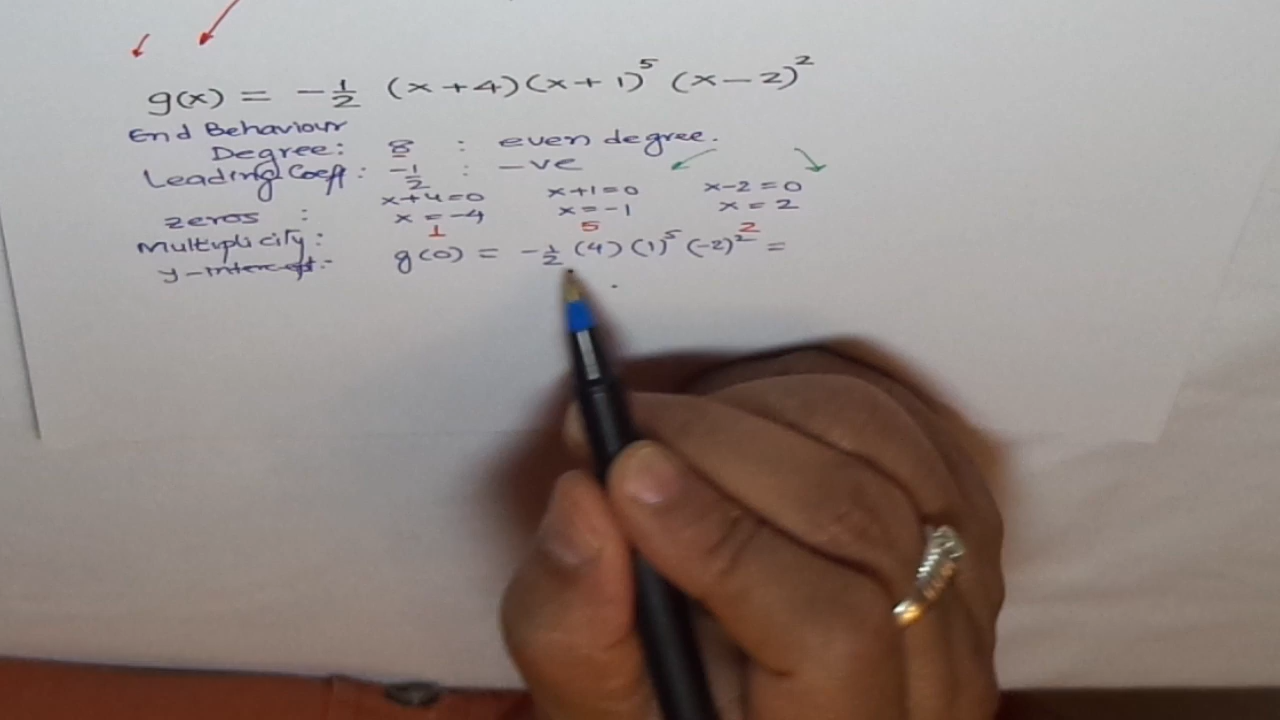 g(x) = -1/2 (x+4)(x+1)^5 (x-2)^2
End Behaviour
Degree: 8 : even degree.
Leading Coeff: -1/2 : -ve
x+4=0 x+1=0 x-2=0
zeros : x=-4 x=-1 x=2
Multiplicity: 1 5 2
y-intercept:- g(0) = -1/2 (4)(1)^5 (-2)^2 =